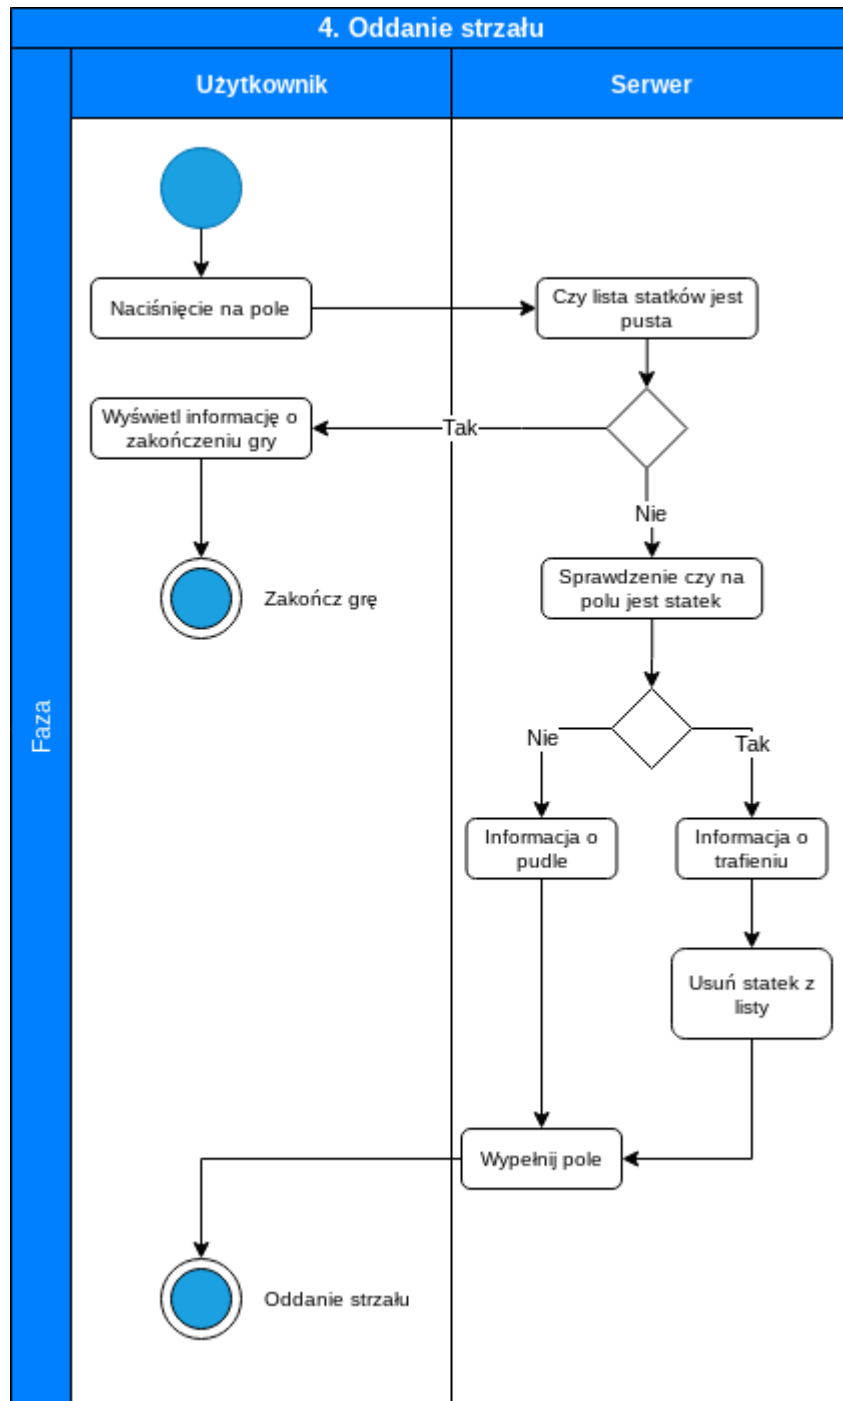 4. Oddanie strzału
Użytkownik
Serwer
Faza
Naciśnięcie na pole
Czy lista statków jest
pusta
Wyświetl informację o
zakończeniu gry
Tak
Nie
Zakończ grę
Sprawdzenie czy na
polu jest statek
Nie
Tak
Informacja o
pudle
Informacja o
trafieniu
Usuń statek z
listy
Wypełnij pole
Oddanie strzału